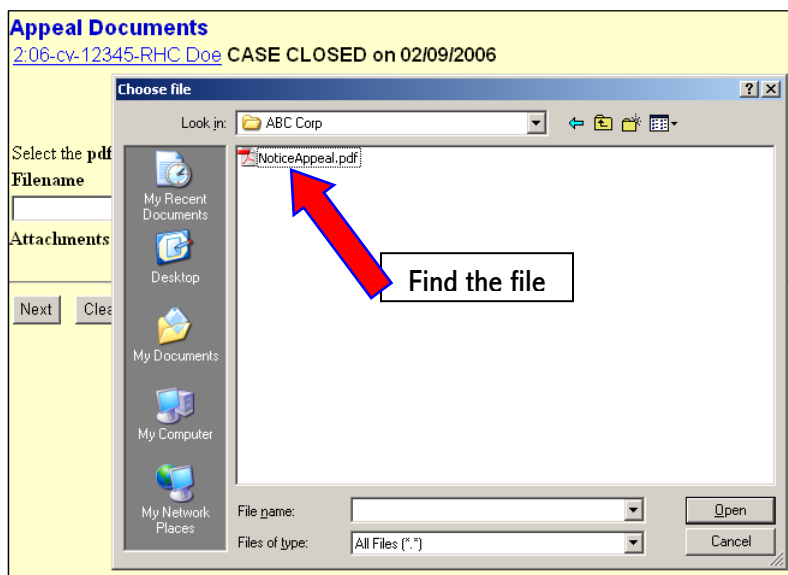 Appeal Documents
2:06-cv-12345-RHC Doe CASE CLOSED on 02/09/2006
Choose file
Look in: ABC Corp
Select the pdf
Filename
Attachments
Next
NoticeAppeal.pdf
Find the file
My Recent
Documents
Desktop
My Documents
My Computer
My Network
Places
File name:
Open
Files of type: All Files (*.*)
Cancel